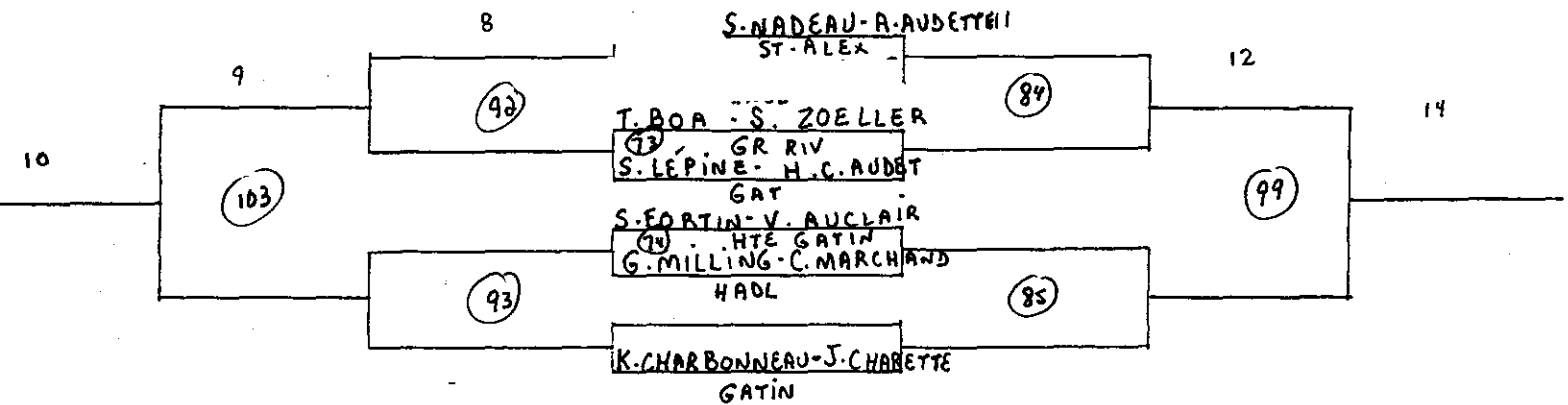 8
S. NADEAU - A. AUDETTE
ST-ALEX
12
9
14
92
84
T. BOA - S. ZOELLER
73 GR RIV
S. LÉPINE - H.C. AUDET
GAT
10
103
99
S. FORTIN - V. AUCLAIR
74 HTE GATIN
G. MILLING - C. MARCHAND
HADL
93
85
K. CHARBONNEAU - J. CHARETTE
GATIN